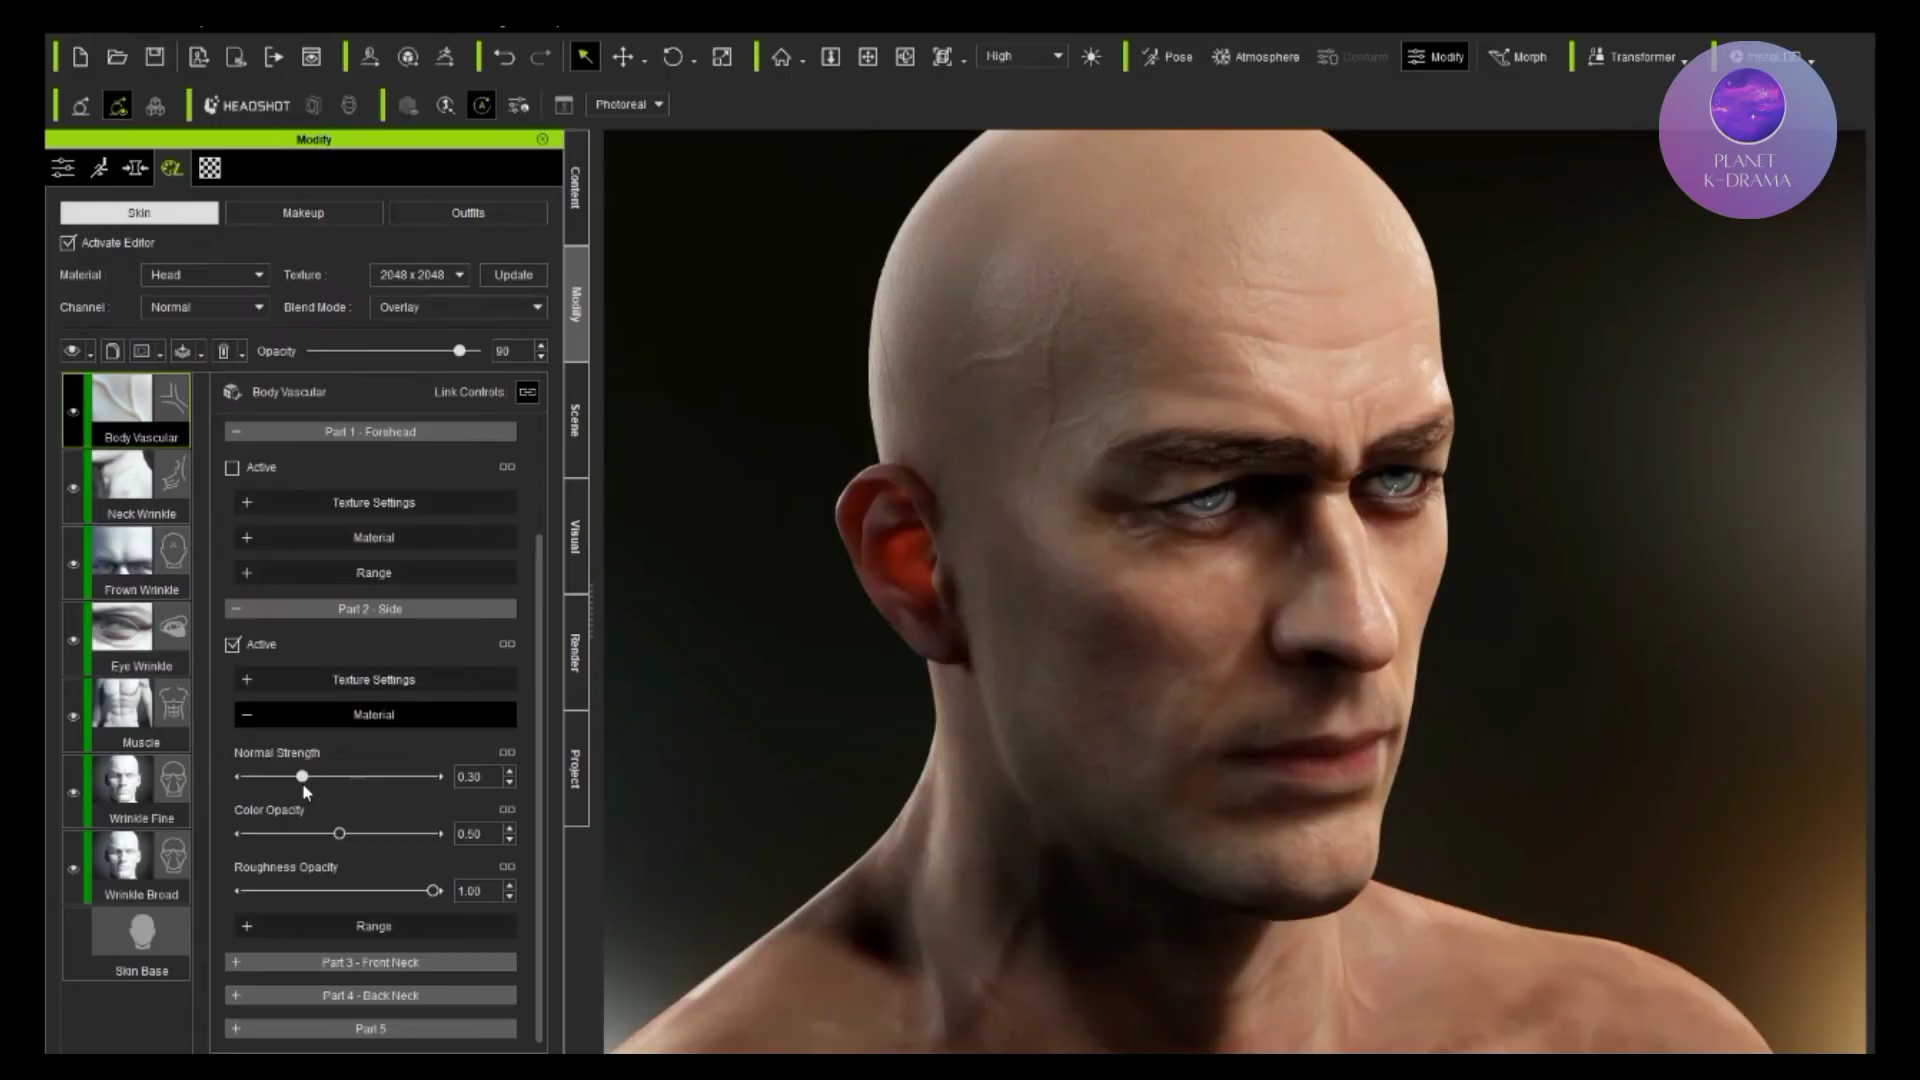 High
Pose
Atmosphere
Conform
Modify
Morph
Transformer
HEADSHOT
Photoreal
PLANET
K-DRAMA
Modify
Skin
Makeup
Outfits
Activate Editor
Material
Head
Texture :
2048 x 2048
Update
Channel :
Normal
Blend Mode :
Overlay
Opacity
90
Body Vascular
Neck Wrinkle
Frown Wrinkle
Eye Wrinkle
Muscle
Wrinkle Fine
Wrinkle Broad
Skin Base
Body Vascular
Link Controls:
Part 1 - Forehead
Active
Texture Settings
Material
Range
Part 2 - Side
Active
Texture Settings
Material
Normal Strength
0.30
Color Opacity
0.50
Roughness Opacity
1.00
Range
Part 3 - Front Neck
Part 4 - Back Neck
Part 5
Content
Modify
Scene
Visual
Render
Project